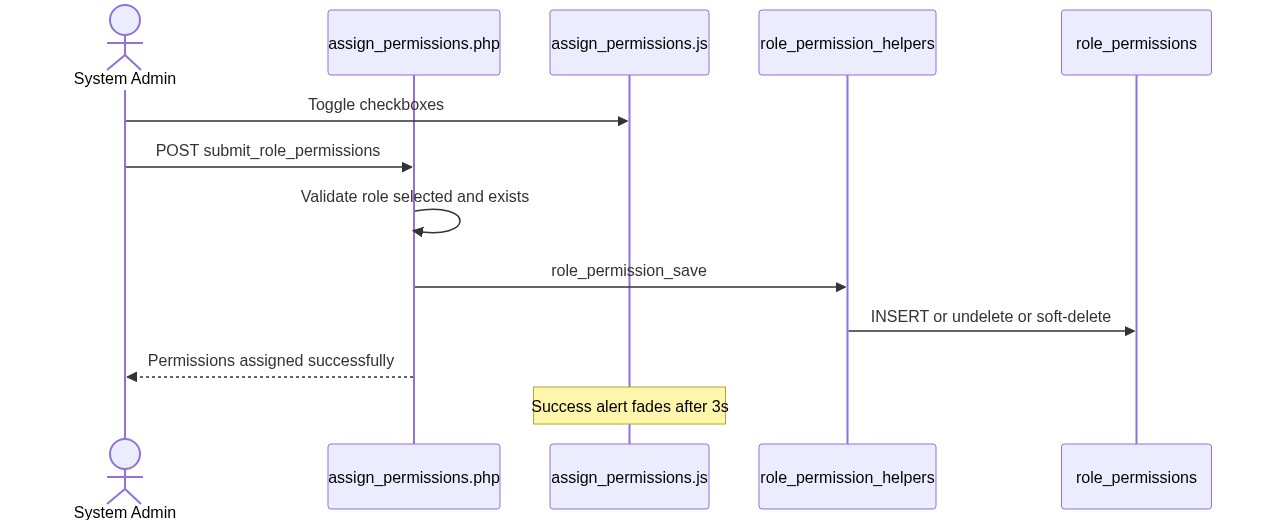 System Admin
assign_permissions.php
assign_permissions.js
role_permission_helpers
role_permissions
Toggle checkboxes
POST submit_role_permissions
Validate role selected and exists
role_permission_save
INSERT or undelete or soft-delete
Permissions assigned successfully
Success alert fades after 3s
System Admin
assign_permissions.php
assign_permissions.js
role_permission_helpers
role_permissions